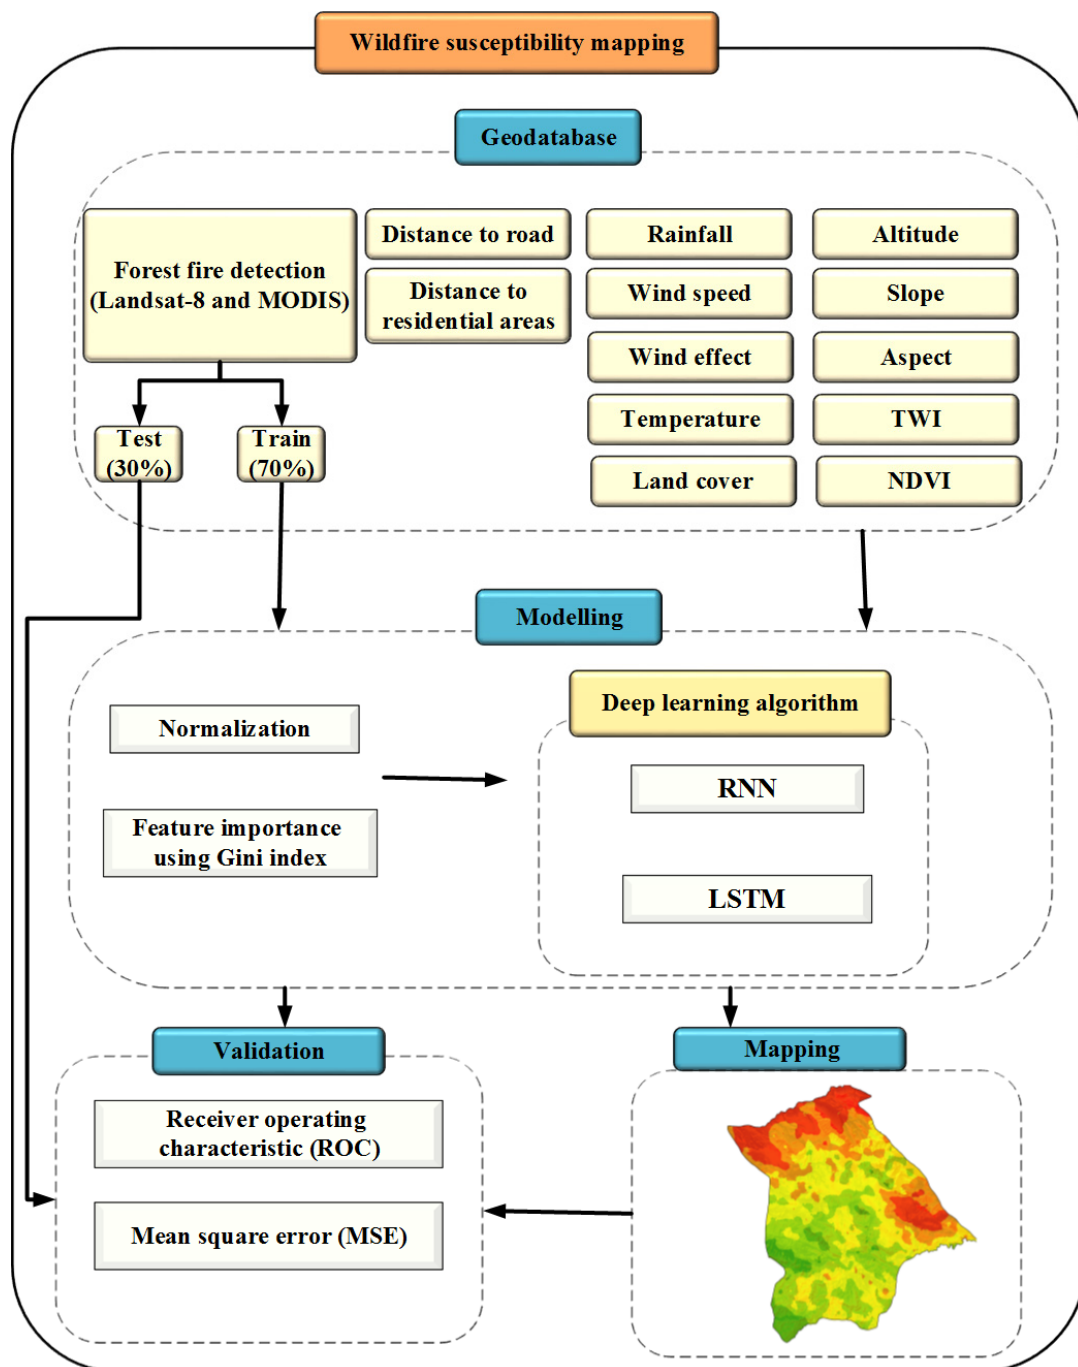 Wildfire susceptibility mapping
Geodatabase
Forest fire detection
(Landsat-8 and MODIS)
Test
(30%)
Train
(70%)
Distance to road
Distance to
residential areas
Rainfall
Wind speed
Wind effect
Temperature
Land cover
Altitude
Slope
Aspect
TWI
NDVI
Modelling
Normalization
Feature importance
using Gini index
Deep learning algorithm
RNN
LSTM
Validation
Receiver operating
characteristic (ROC)
Mean square error (MSE)
Mapping